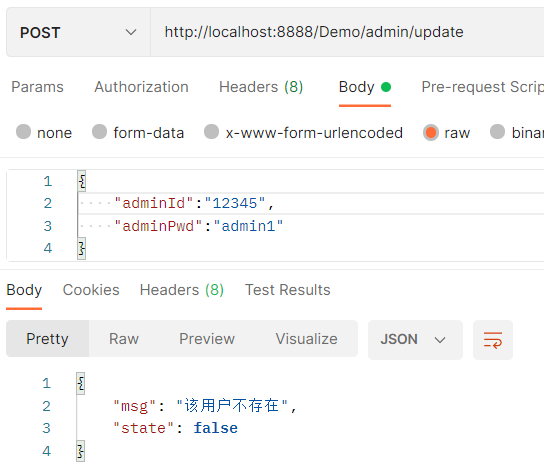 POST http://localhost:8888/Demo/admin/update
Params Authorization Headers (8) Body Pre-request Scrip
none form-data x-www-form-urlencoded raw binar
1 {
2 "adminId":"12345",
3 "adminPwd":"admin1"
4 }
Body Cookies Headers (8) Test Results
Pretty Raw Preview Visualize JSON
1 {
2 "msg": "该用户不存在",
3 "state": false
4 }